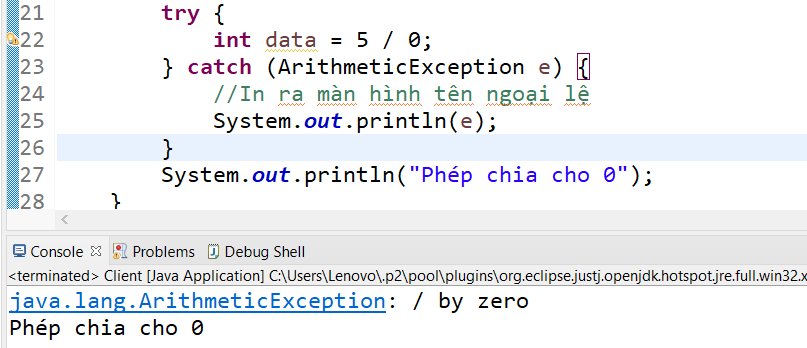 21 try {
22 int data = 5 / 0;
23 } catch (ArithmeticException e) {
24 //In ra màn hình tên ngoại lệ
25 System.out.println(e);
26 }
27 System.out.println("Phép chia cho 0");
28 }
Console Problems Debug Shell
<terminated> Client [Java Application] C:\Users\Lenovo\.p2\pool\plugins\org.eclipse.justj.openjdk.hotspot.jre.full.win32.x
java.lang.ArithmeticException: / by zero
Phép chia cho 0